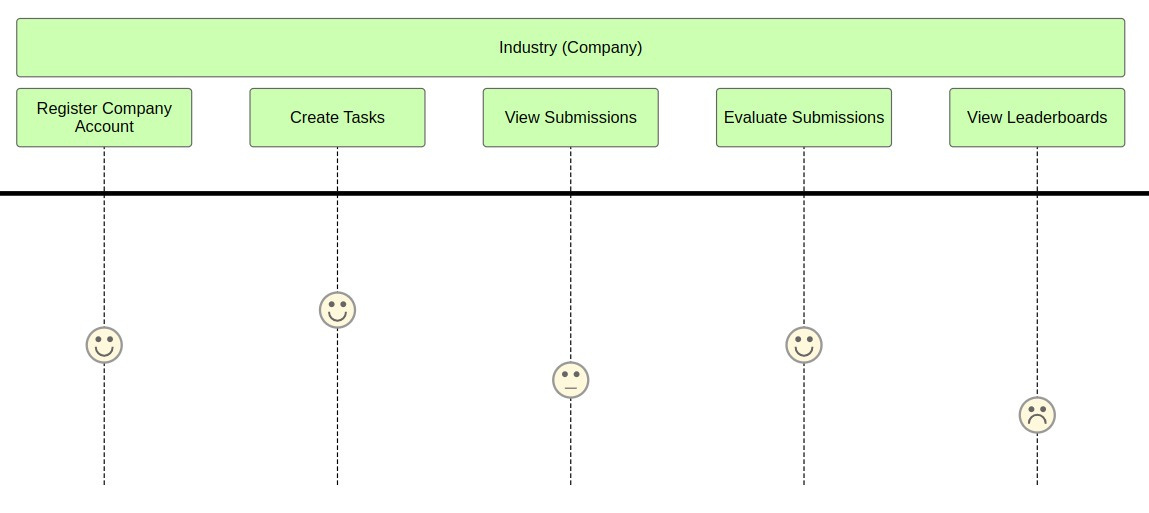 Industry (Company)
Register Company
Account
Create Tasks
View Submissions
Evaluate Submissions
View Leaderboards